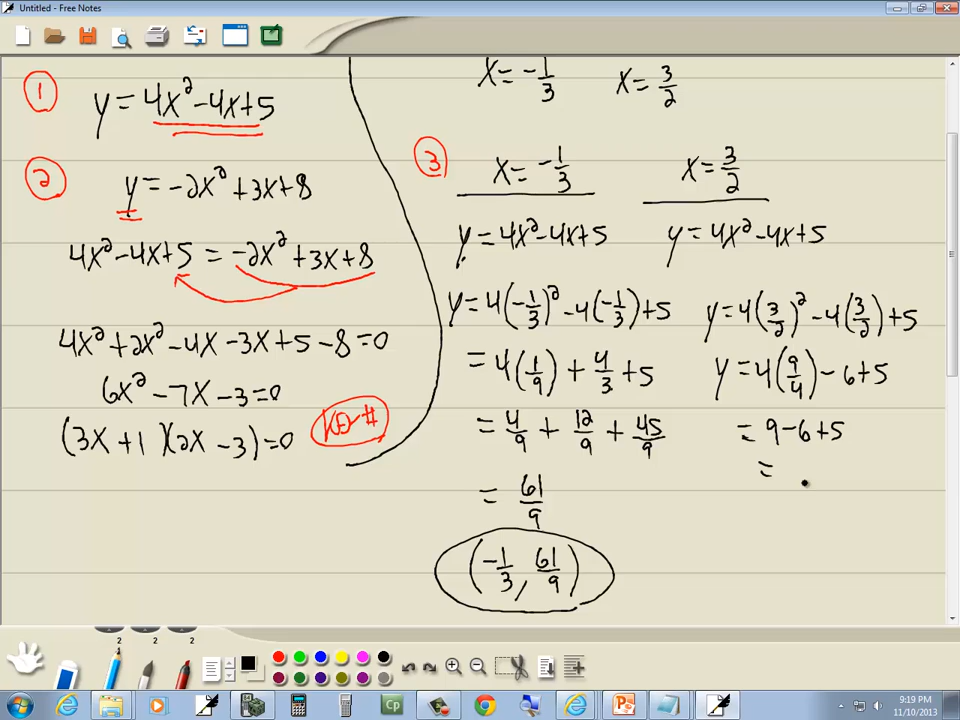 Untitled - Free Notes
① y = 4x² - 4x + 5
② y = -2x² + 3x + 8
4x² - 4x + 5 = -2x² + 3x + 8
4x² + 2x² - 4x - 3x + 5 - 8 = 0
6x² - 7x - 3 = 0
(3x + 1)(2x - 3) = 0 KEY #
x = -1/3 x = 3/2
③ x = -1/3 x = 3/2
y = 4x² - 4x + 5 y = 4x² - 4x + 5
y = 4(-1/3)² - 4(-1/3) + 5 y = 4(3/2)² - 4(3/2) + 5
= 4(1/9) + 4/3 + 5 y = 4(9/4) - 6 + 5
= 4/9 + 12/9 + 45/9 = 9 - 6 + 5
= 61/9 =
(-1/3, 61/9)
2 2 2
Cp
9:19 PM
11/10/2013